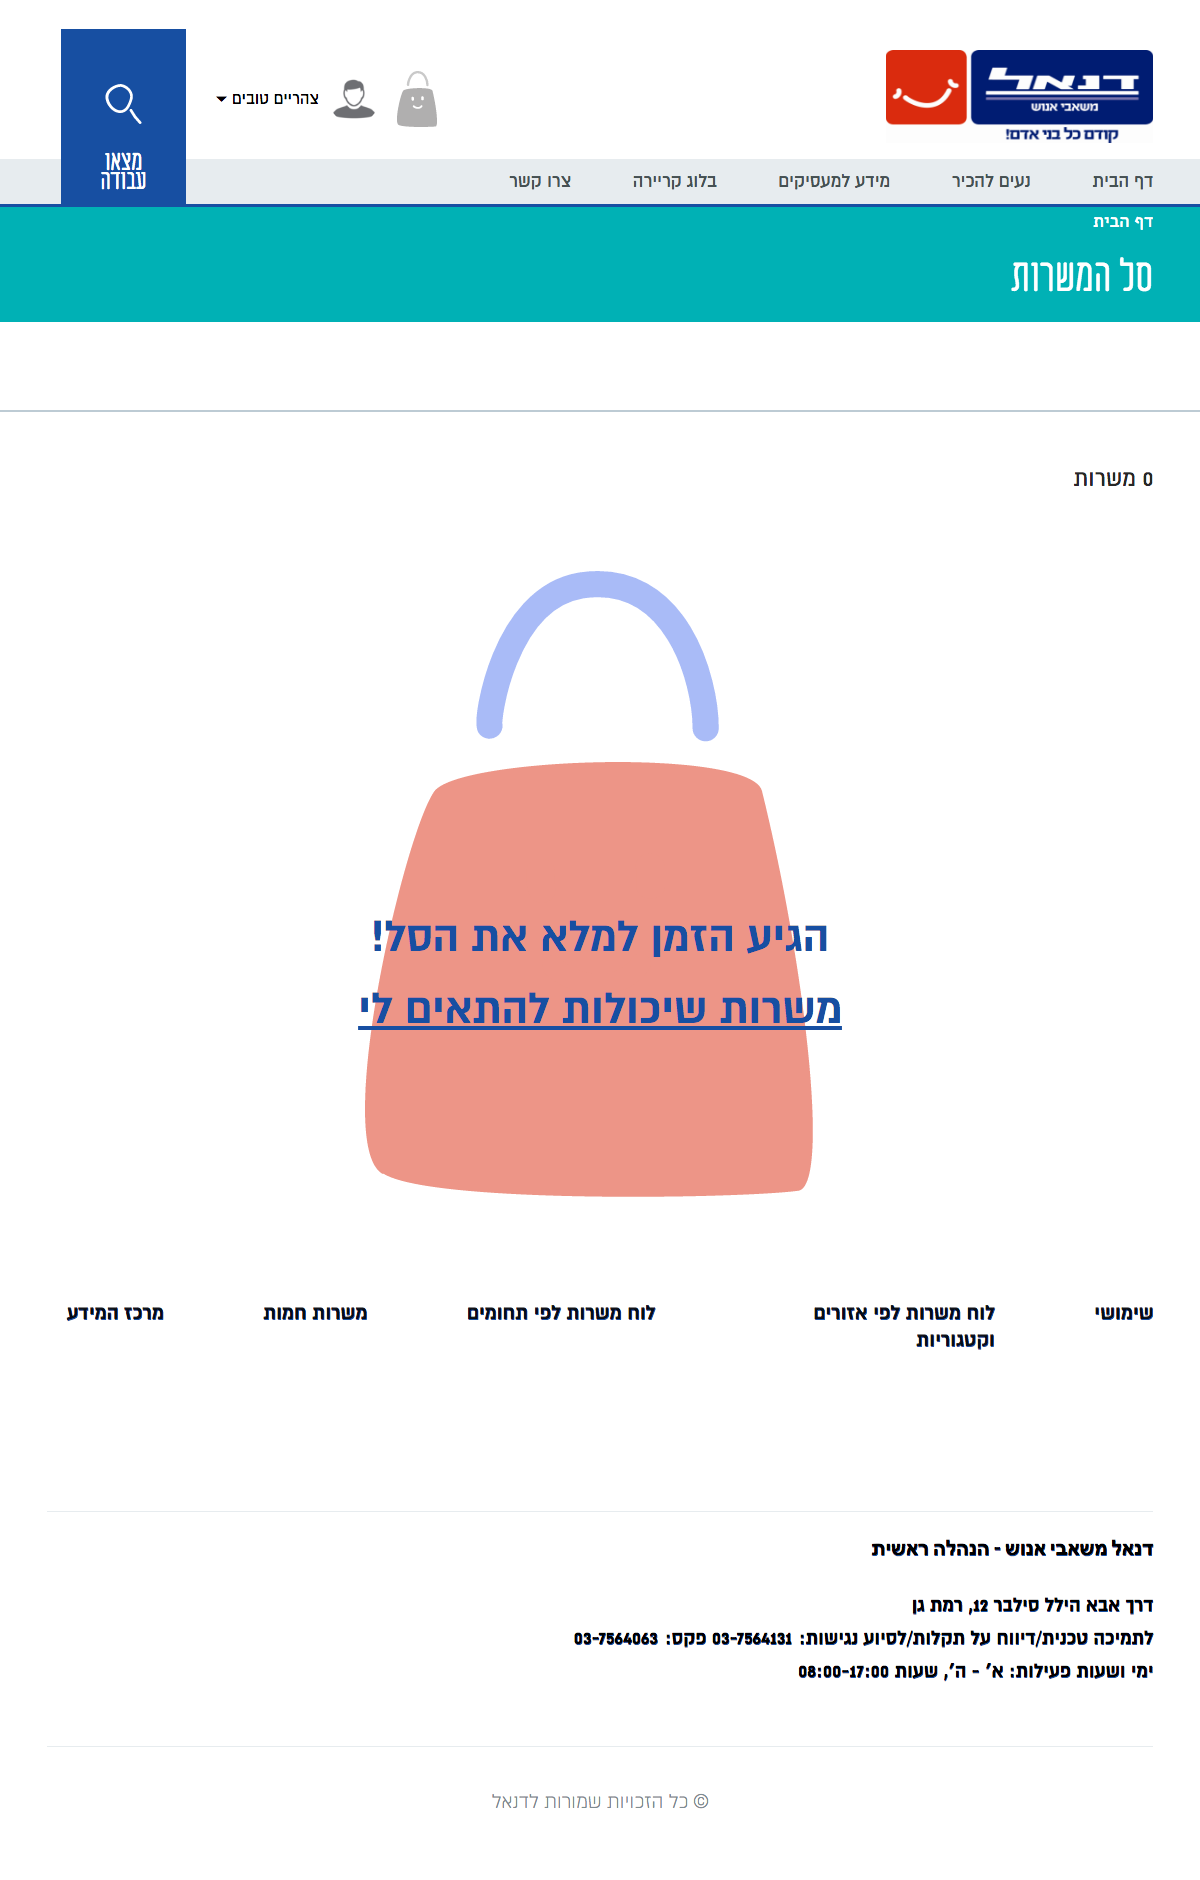 דנאל
משאבי אנוש
קודם כל בני אדם!
צהריים טובים
מצאו
עבודה
דף הבית
נעים להכיר
מידע למעסיקים
בלוג קריירה
צרו קשר
דף הבית
סל המשרות
0 משרות
הגיע הזמן למלא את הסל!
משרות שיכולות להתאים לי
שימושי
לוח משרות לפי אזורים
וקטגוריות
לוח משרות לפי תחומים
משרות חמות
מרכז המידע
דנאל משאבי אנוש - הנהלה ראשית
דרך אבא הילל סילבר 12, רמת גן
לתמיכה טכנית/דיווח על תקלות/לסיוע נגישות: 03-7564131 פקס: 03-7564063
ימי ושעות פעילות: א' - ה', שעות 08:00-17:00
© כל הזכויות שמורות לדנאל